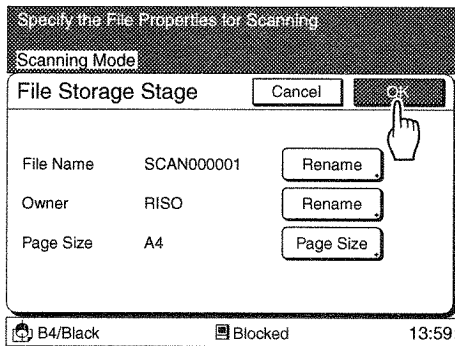 Specify the File Properties for Scanning
Scanning Mode
File Storage Stage Cancel OK
File Name SCAN000001 Rename
Owner RISO Rename
Page Size A4 Page Size
B4/Black Blocked 13:59